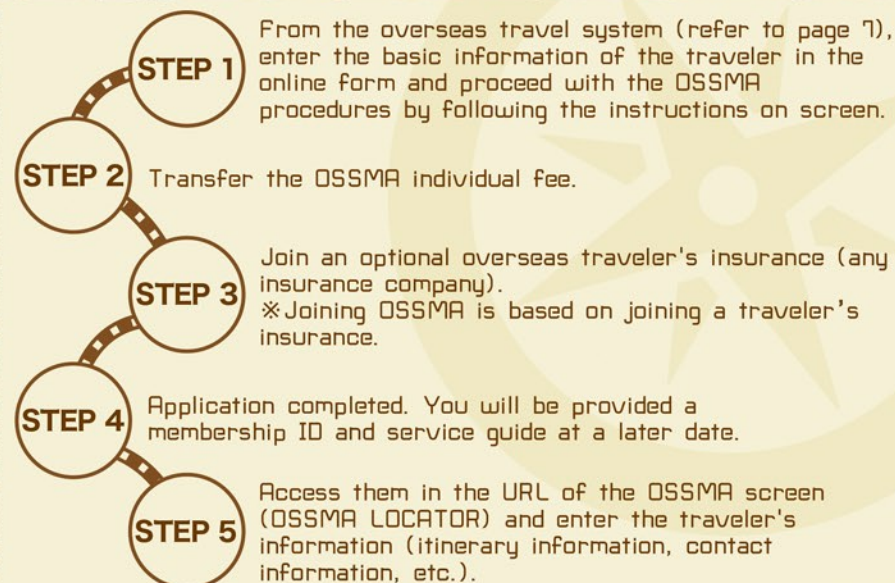 STEP 1
From the overseas travel system (refer to page 7),
enter the basic information of the traveler in the
online form and proceed with the OSSMA
procedures by following the instructions on screen.
STEP 2
Transfer the OSSMA individual fee.
STEP 3
Join an optional overseas traveler's insurance (any
insurance company).
※Joining OSSMA is based on joining a traveler’s
insurance.
STEP 4
Application completed. You will be provided a
membership ID and service guide at a later date.
STEP 5
Access them in the URL of the OSSMA screen
(OSSMA LOCATOR) and enter the traveler's
information (itinerary information, contact
information, etc.).